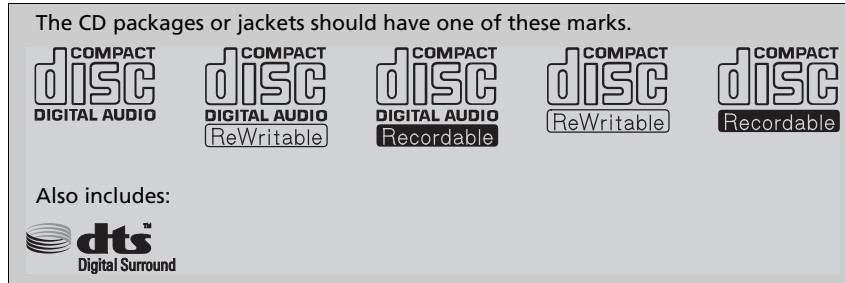 The CD packages or jackets should have one of these marks.
COMPACT disc DIGITAL AUDIO
COMPACT disc DIGITAL AUDIO ReWritable
COMPACT disc DIGITAL AUDIO Recordable
COMPACT disc ReWritable
COMPACT disc Recordable
Also includes:
dts™
Digital Surround